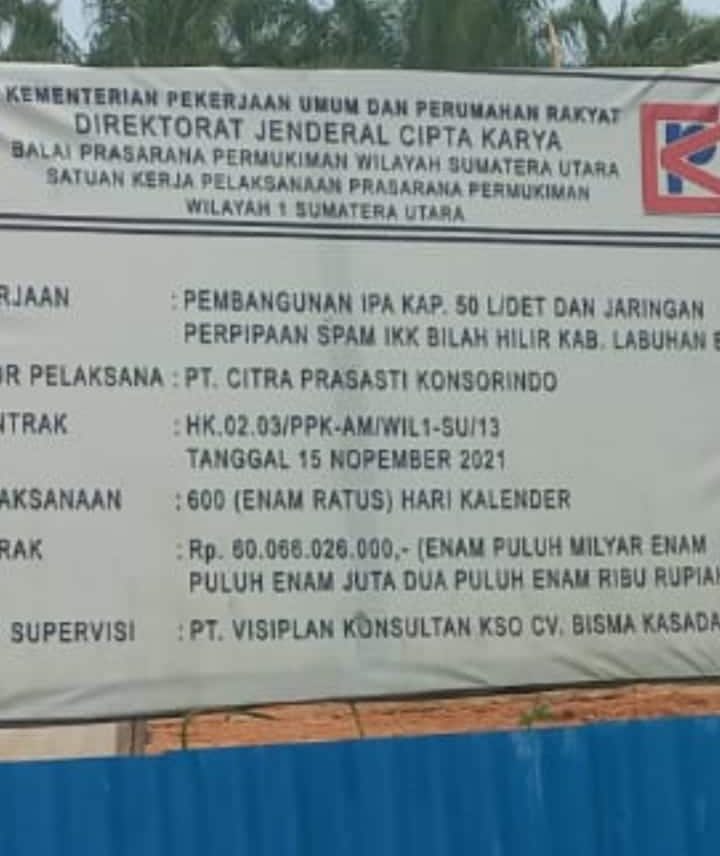 KEMENTERIAN PEKERJAAN UMUM DAN PERUMAHAN RAKYAT
DIREKTORAT JENDERAL CIPTA KARYA
BALAI PRASARANA PERMUKIMAN WILAYAH SUMATERA UTARA
SATUAN KERJA PELAKSANAAN PRASARANA PERMUKIMAN
WILAYAH 1 SUMATERA UTARA
RJAAN : PEMBANGUNAN IPA KAP. 50 L/DET DAN JARINGAN
PERPIPAAN SPAM IKK BILAH HILIR KAB. LABUHAN
OR PELAKSANA : PT. CITRA PRASASTI KONSORINDO
NTRAK : HK.02.03/PPK-AM/WIL1-SU/13
TANGGAL 15 NOPEMBER 2021
AKSANAAN : 600 (ENAM RATUS) HARI KALENDER
RAK : Rp. 60.066.026.000,- (ENAM PULUH MILYAR ENAM
PULUH ENAM JUTA DUA PULUH ENAM RIBU RUPIAH
SUPERVISI : PT. VISIPLAN KONSULTAN KSO CV. BISMA KASADA